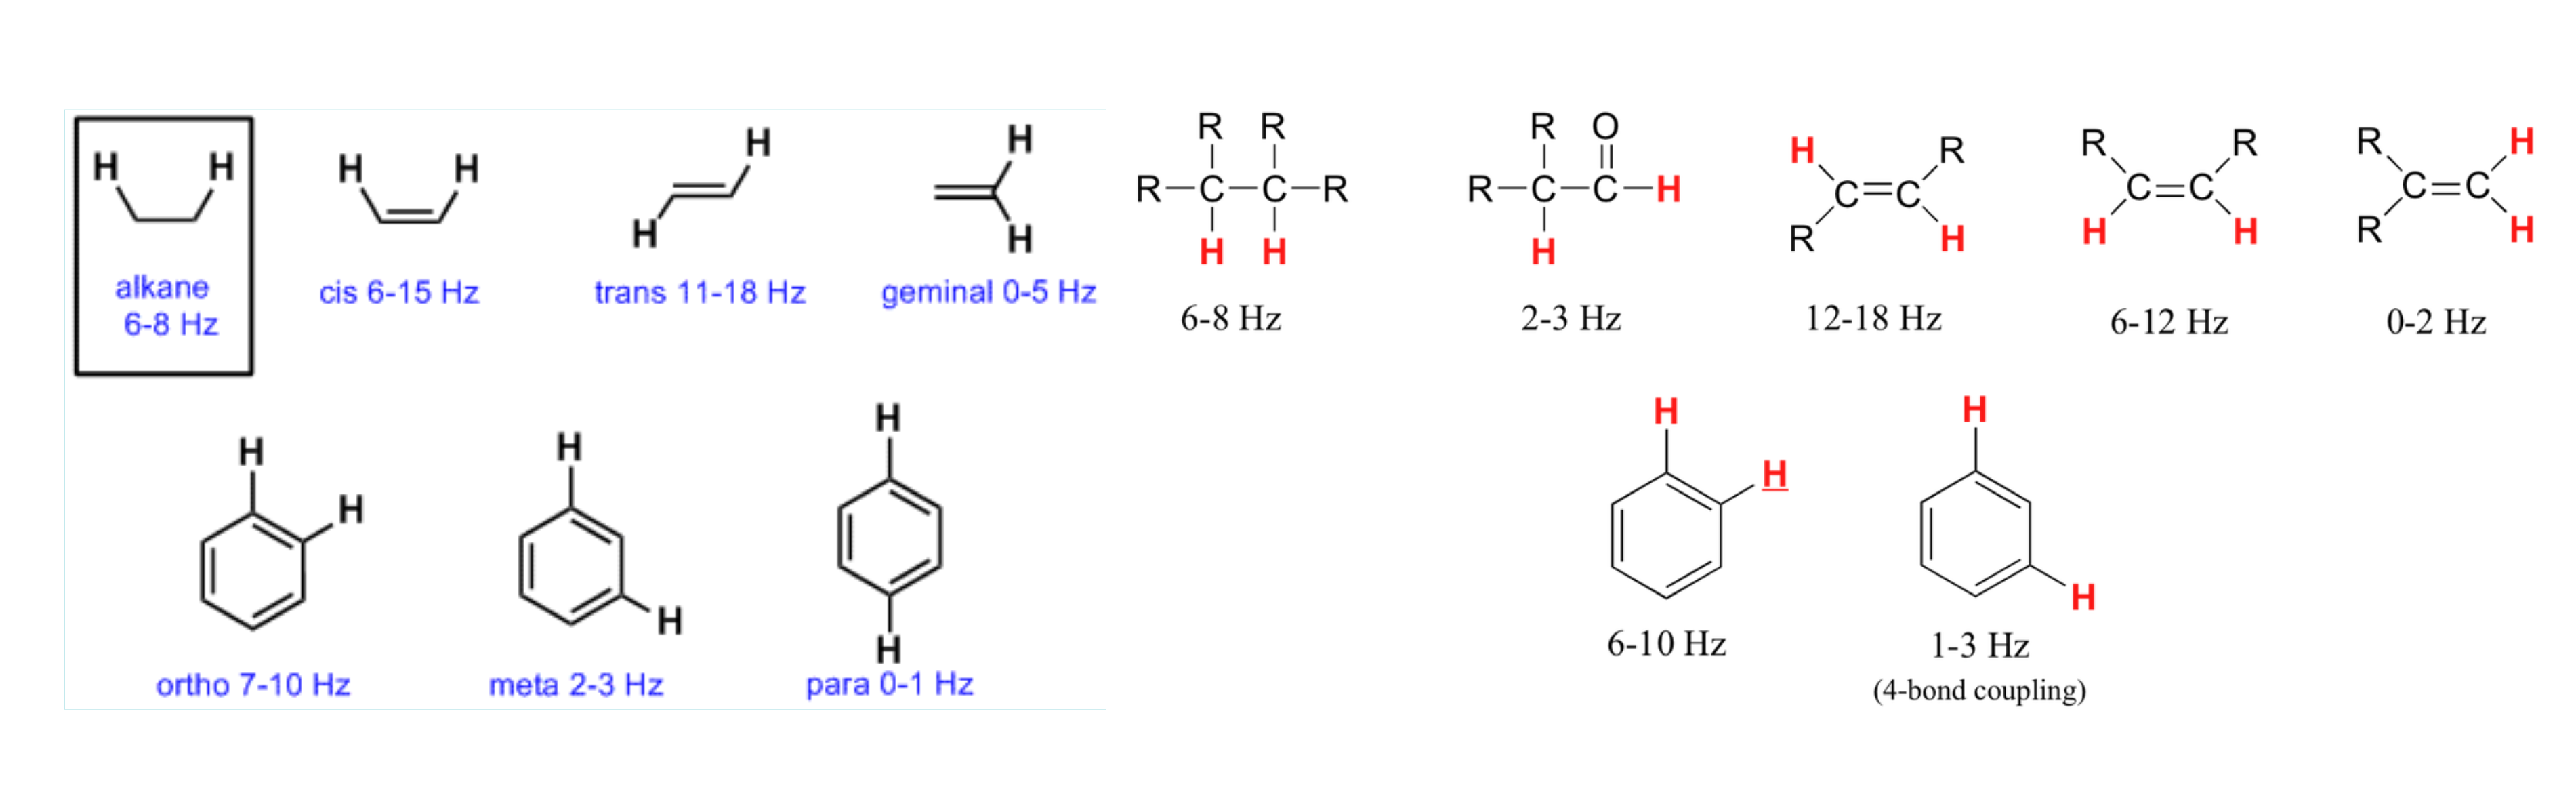 H H
alkane
6-8 Hz
H H
cis 6-15 Hz
H
H
trans 11-18 Hz
H
H
geminal 0-5 Hz
R R
R-C-C-R
H H
6-8 Hz
R O
R-C-C-H
H
2-3 Hz
H R
C=C
R H
12-18 Hz
R R
C=C
H H
6-12 Hz
R H
C=C
R H
0-2 Hz
H
H
ortho 7-10 Hz
H
H
meta 2-3 Hz
H
H
para 0-1 Hz
H
H
6-10 Hz
H
H
1-3 Hz
(4-bond coupling)